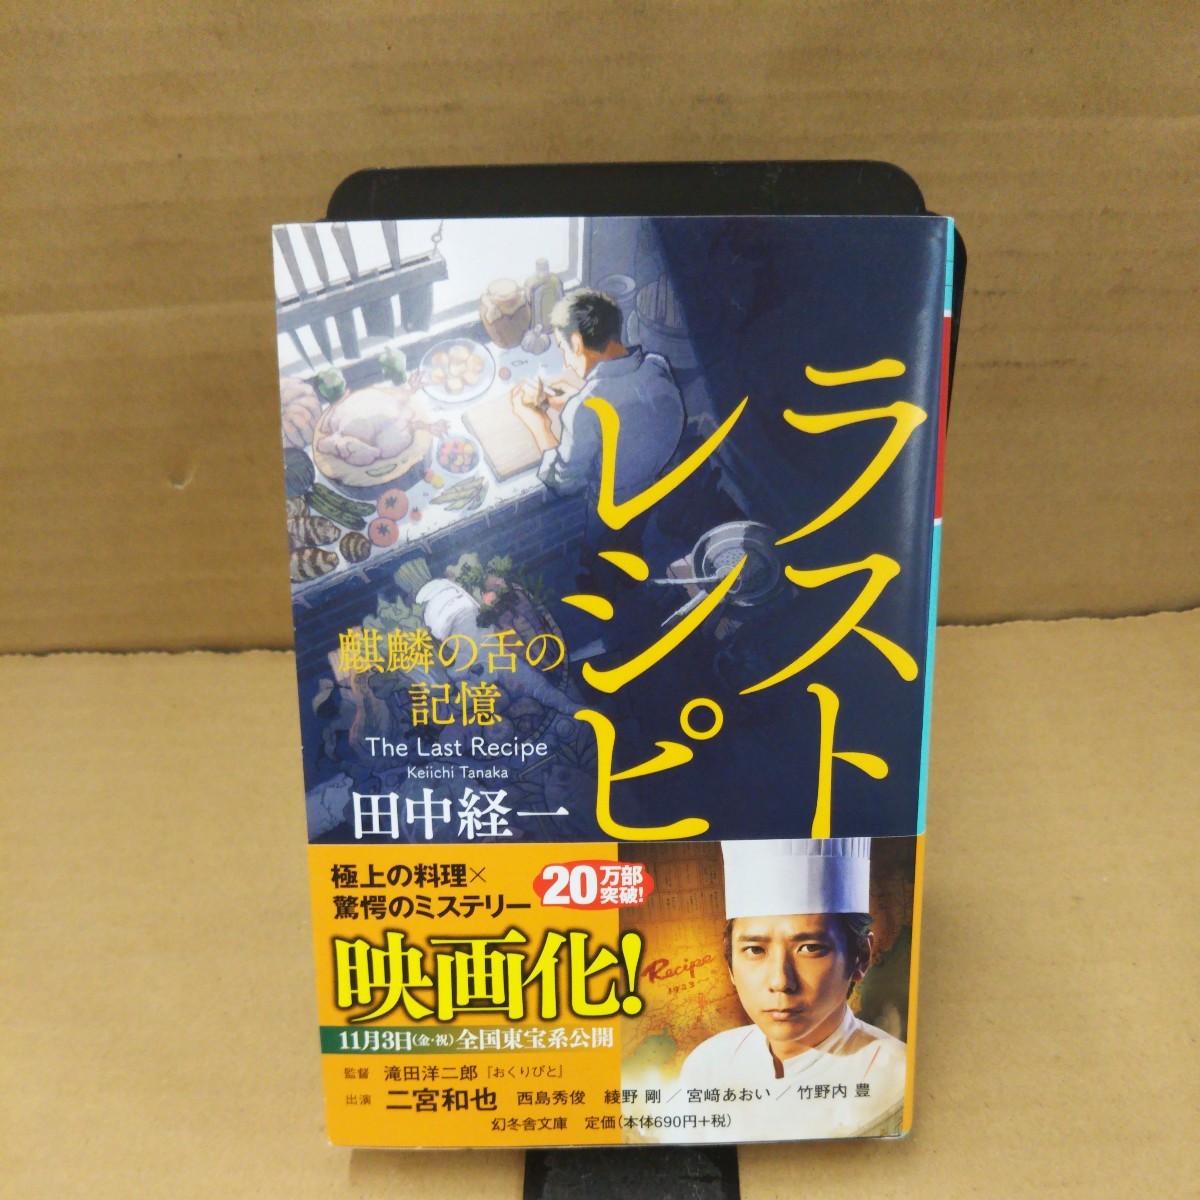 ラスト
レシピ
麒麟の舌の
記憶
The Last Recipe
Keiichi Tanaka
田中経一
極上の料理×
驚愕のミステリー
20万部
突破!
映画化!
Recipe
1923
11月3日(金・祝)全国東宝系公開
監督 滝田洋二郎『おくりびと』
出演 二宮和也 西島秀俊 綾野 剛／宮﨑あおい／竹野内 豊
幻冬舎文庫 定価(本体690円+税)